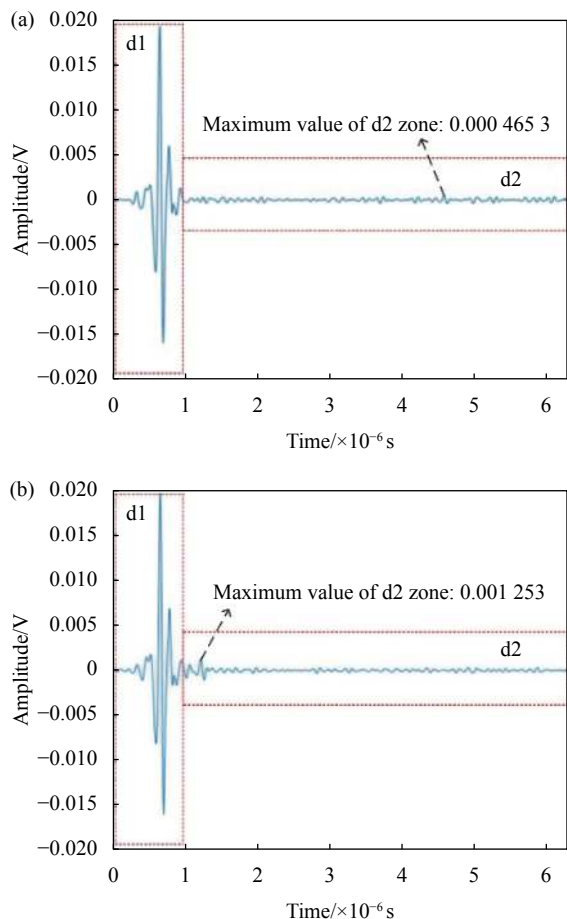 (a)
d1
Maximum value of d2 zone: 0.000 465 3
d2
Amplitude/V
0.020
0.015
0.010
0.005
0
−0.005
−0.010
−0.015
−0.020
0 1 2 3 4 5 6
Time/×10⁻⁶ s
(b)
d1
Maximum value of d2 zone: 0.001 253
d2
Amplitude/V
0.020
0.015
0.010
0.005
0
−0.005
−0.010
−0.015
−0.020
0 1 2 3 4 5 6
Time/×10⁻⁶ s